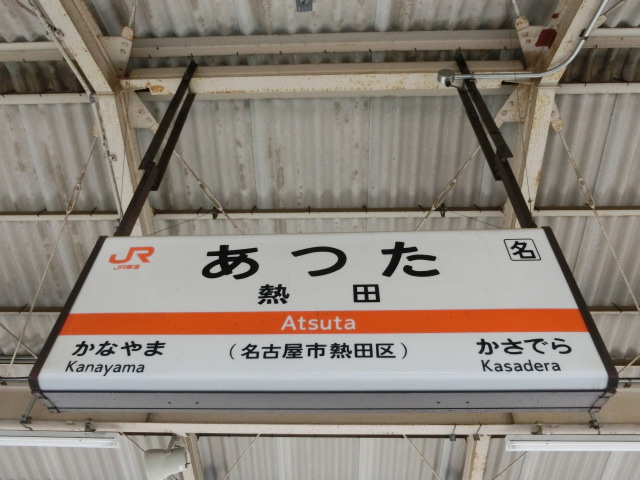 JR
JR東海
あつた
名
熱田
Atsuta
かなやま
Kanayama
(名古屋市熱田区)
かさでら
Kasadera